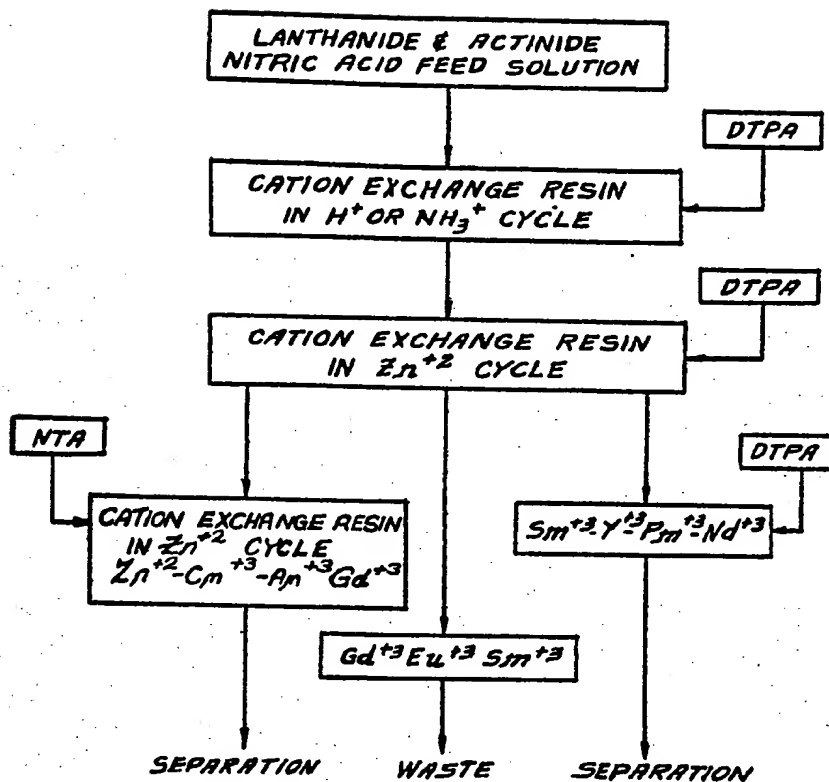 LANTHANIDE & ACTINIDE
NITRIC ACID FEED SOLUTION
DTPA
CATION EXCHANGE RESIN
IN H+ OR NH3+ CYCLE
DTPA
CATION EXCHANGE RESIN
IN Zn+2 CYCLE
NTA
DTPA
CATION EXCHANGE RESIN
IN Zn+2 CYCLE
Zn+2-Cm+3-Am+3Gd+3
Sm+3-Y+3-Pm+3-Nd+3
Gd+3 Eu+3 Sm+3
SEPARATION
WASTE
SEPARATION